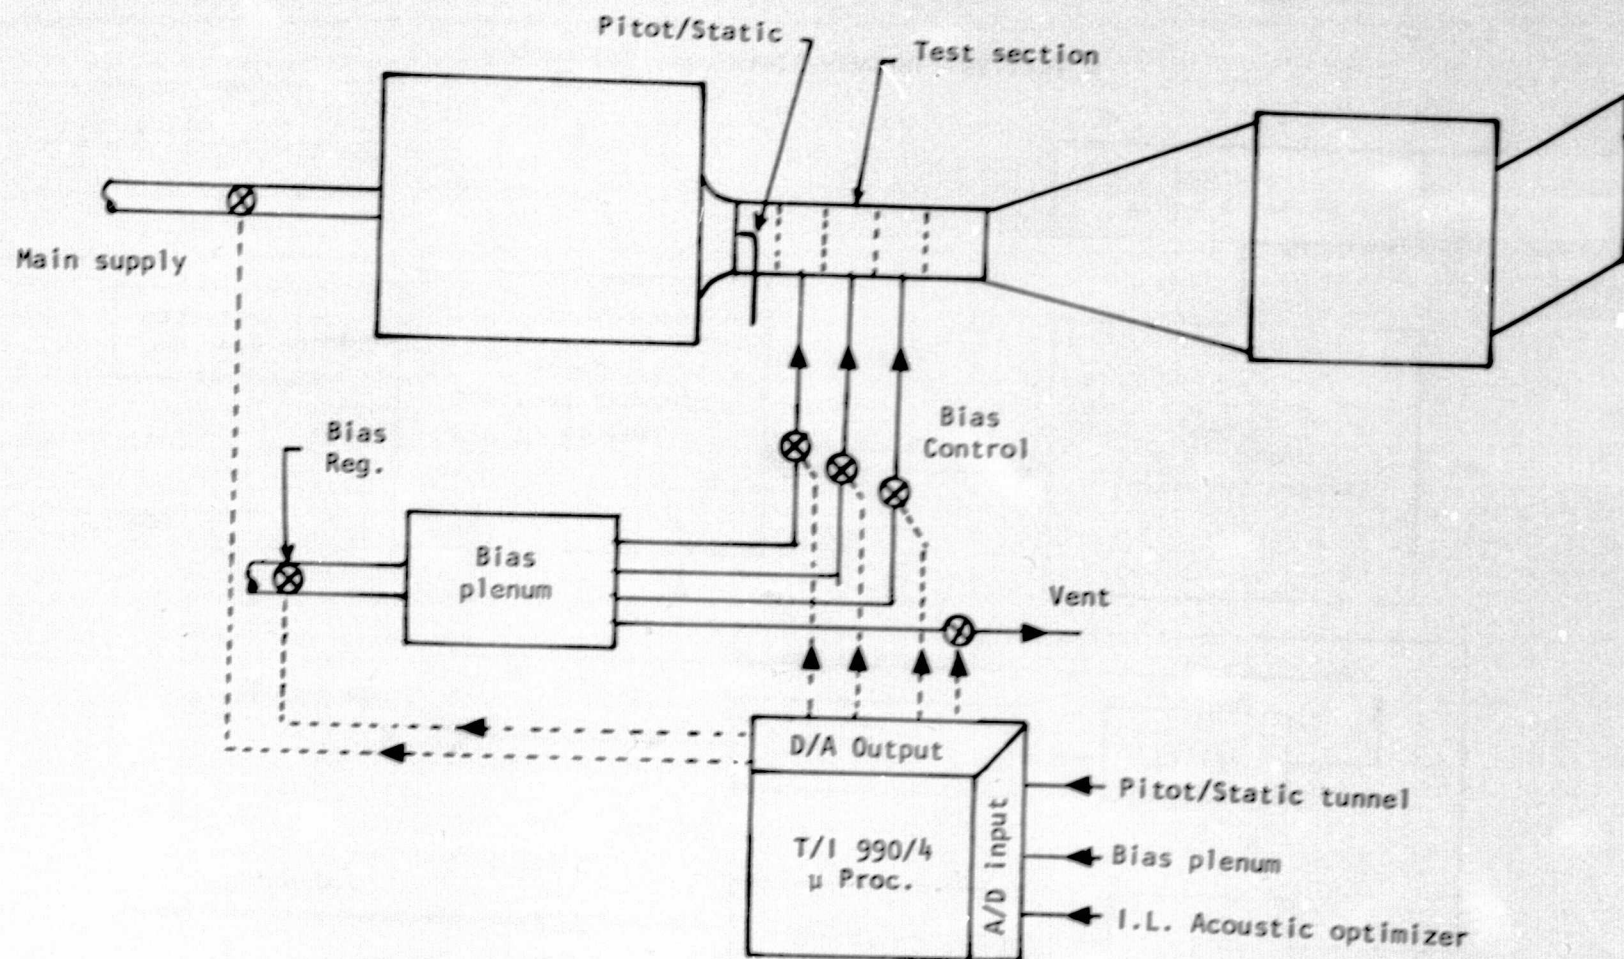 Pitot/Static
Test section
Main supply
Bias
Reg.
Bias
Control
Bias
plenum
Vent
D/A Output
T/I 990/4
μ Proc.
A/D input
Pitot/Static tunnel
Bias plenum
I.L. Acoustic optimizer